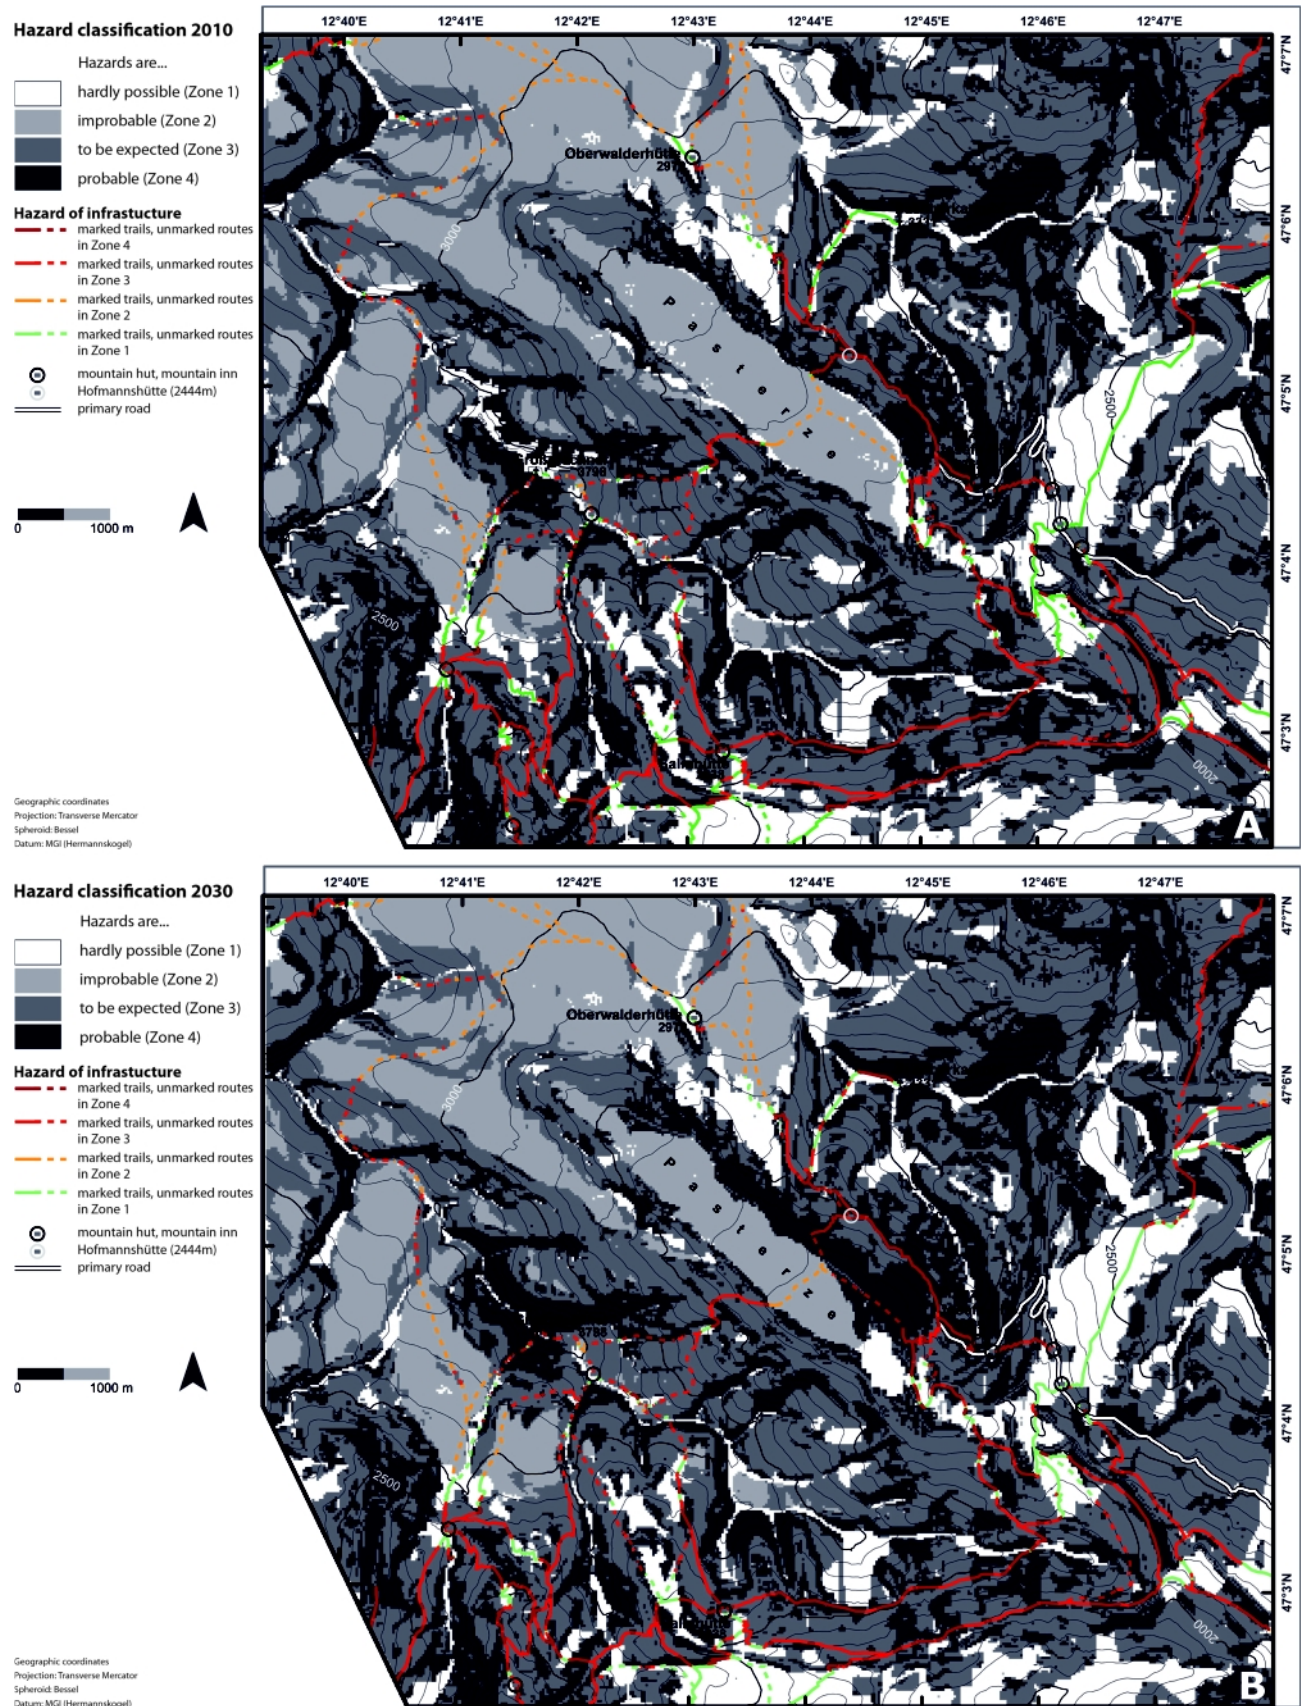 Hazard classification 2010
Hazards are...
hardly possible (Zone 1)
improbable (Zone 2)
to be expected (Zone 3)
probable (Zone 4)
Hazard of infrastucture
marked trails, unmarked routes
in Zone 4
marked trails, unmarked routes
in Zone 3
marked trails, unmarked routes
in Zone 2
marked trails, unmarked routes
in Zone 1
mountain hut, mountain inn
Hofmannshütte (2444m)
primary road
0 1000 m
Geographic coordinates
Projection: Transverse Mercator
Spheroid: Bessel
Datum: MGI (Hermannskogel)
12°40'E 12°41'E 12°42'E 12°43'E 12°44'E 12°45'E 12°46'E 12°47'E
47°7'N
Oberwalderhütte
47°6'N
3000
Pasterze
47°5'N
2500
3798
47°4'N
2500
47°3'N
2000
A
Hazard classification 2030
Hazards are...
hardly possible (Zone 1)
improbable (Zone 2)
to be expected (Zone 3)
probable (Zone 4)
Hazard of infrastucture
marked trails, unmarked routes
in Zone 4
marked trails, unmarked routes
in Zone 3
marked trails, unmarked routes
in Zone 2
marked trails, unmarked routes
in Zone 1
mountain hut, mountain inn
Hofmannshütte (2444m)
primary road
0 1000 m
Geographic coordinates
Projection: Transverse Mercator
Spheroid: Bessel
Datum: MGI (Hermannskogel)
12°40'E 12°41'E 12°42'E 12°43'E 12°44'E 12°45'E 12°46'E 12°47'E
47°7'N
Oberwalderhütte
47°6'N
3000
Pasterze
47°5'N
2500
47°4'N
2500
47°3'N
2000
B